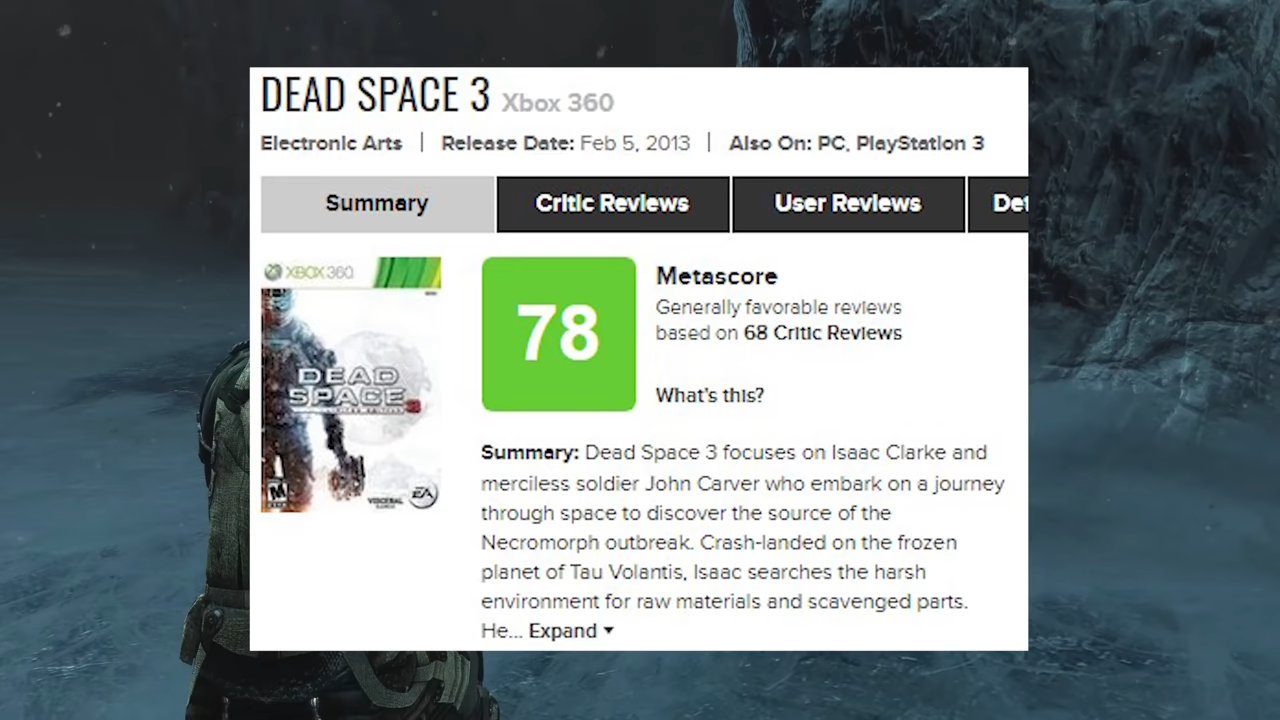 DEAD SPACE 3 Xbox 360
Electronic Arts | Release Date: Feb 5, 2013 | Also On: PC, PlayStation 3
Summary
Critic Reviews
User Reviews
Det
XBOX 360
DEAD
SPACE 3
M
VISCERAL
GAMES
EA
78
Metascore
Generally favorable reviews
based on 68 Critic Reviews
What's this?
Summary: Dead Space 3 focuses on Isaac Clarke and
merciless soldier John Carver who embark on a journey
through space to discover the source of the
Necromorph outbreak. Crash-landed on the frozen
planet of Tau Volantis, Isaac searches the harsh
environment for raw materials and scavenged parts.
He... Expand